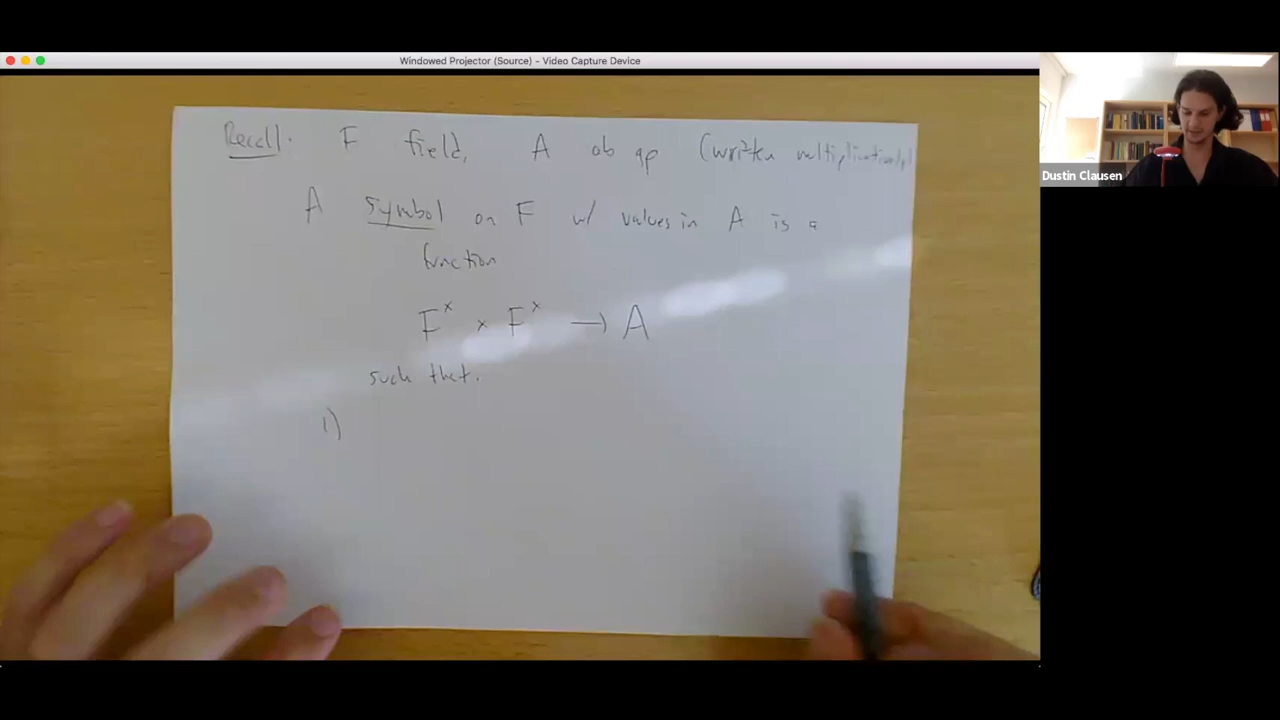 Windowed Projector (Source) - Video Capture Device
Dustin Clausen
Recall. F field, A ab gp (written multiplicatively)
A symbol on F w/ values in A is a
function
F^x × F^x → A
such that.
1)